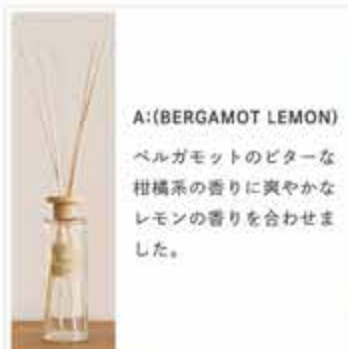 A:(BERGAMOT LEMON)
ベルガモットのビターな
柑橘系の香りに爽やかな
レモンの香りを合わせま
した。